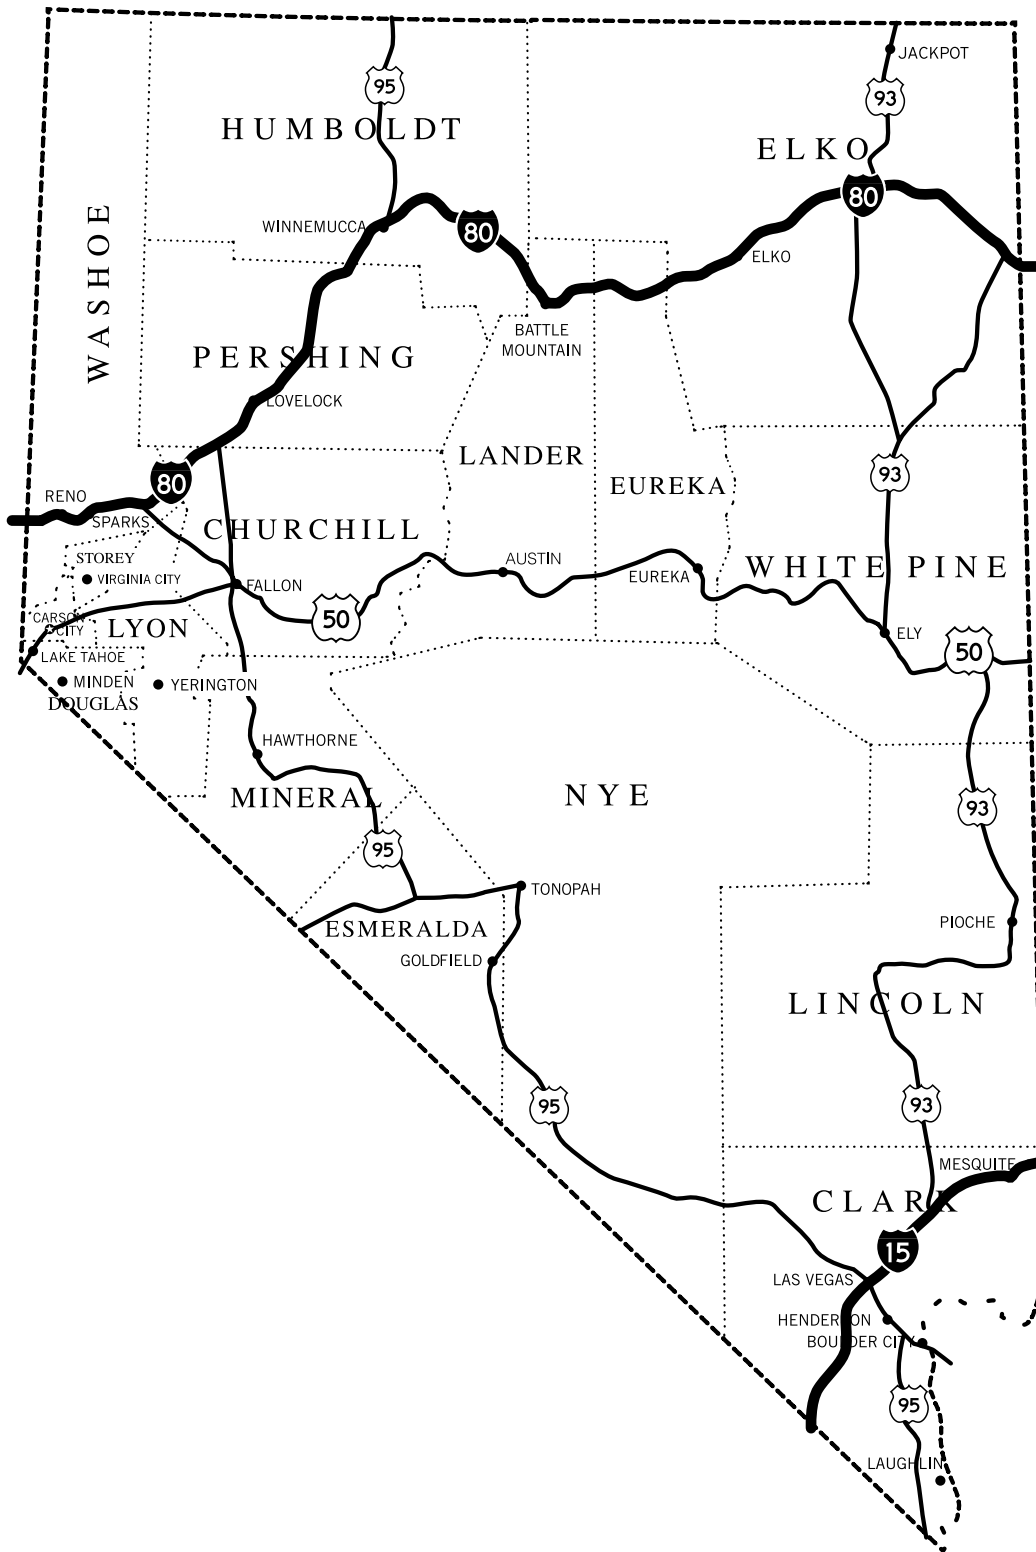 JACKPOT
95
93
HUMBOLDT
ELKO
80
WASHOE
WINNEMUCCA
80
ELKO
BATTLE
MOUNTAIN
PERSHING
LOVELOCK
LANDER
93
80
EUREKA
RENO
SPARKS
CHURCHILL
STOREY
AUSTIN
WHITE PINE
EUREKA
VIRGINIA CITY
FALLON
CARSON
CITY
50
LYON
ELY
50
LAKE TAHOE
MINDEN
YERINGTON
DOUGLAS
HAWTHORNE
MINERAL
NYE
93
95
TONOPAH
PIOCHE
ESMERALDA
GOLDFIELD
LINCOLN
95
93
MESQUITE
CLARK
15
LAS VEGAS
HENDERSON
BOULDER CITY
95
LAUGHLIN